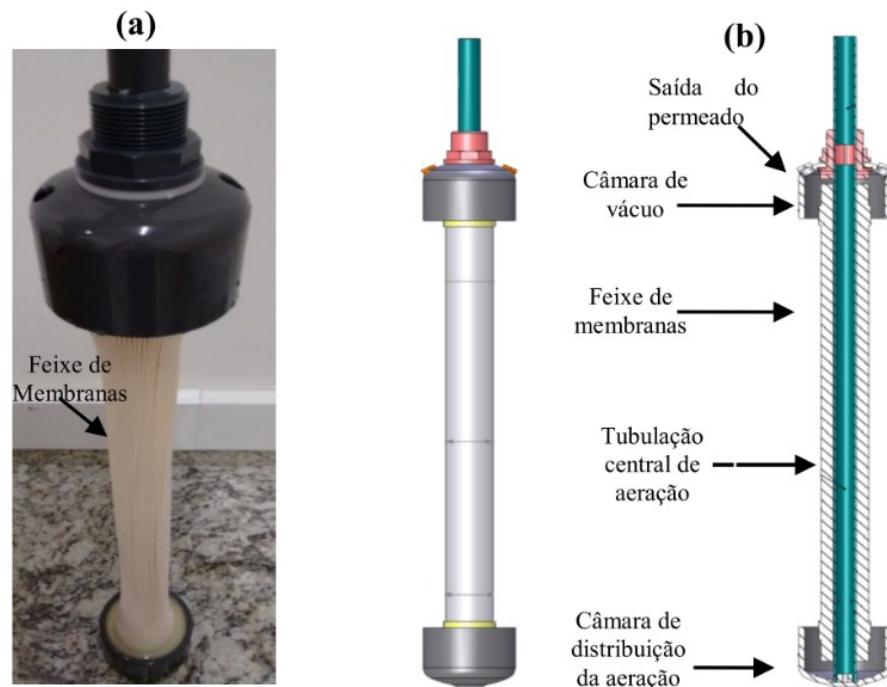 (a)
Feixe de
Membranas
(b)
Saída do
permeado
Câmara de
vácuo
Feixe de
membranas
Tubulação
central de
aeração
Câmara de
distribuição
da aeração